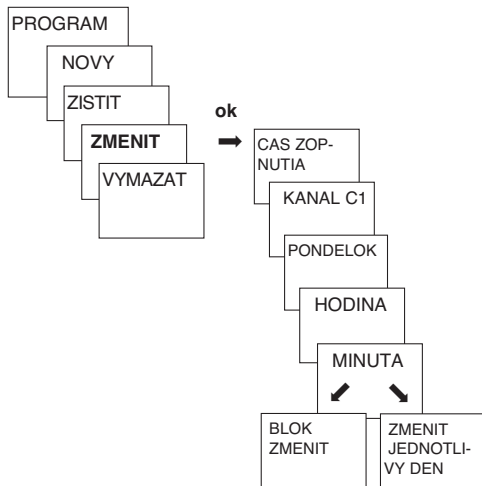 PROGRAM
NOVY
ZISTIT
ZMENIT
VYMAZAT
ok
CAS ZOP-
NUTIA
KANAL C1
PONDELOK
HODINA
MINUTA
BLOK
ZMENIT
ZMENIT
JEDNOTLI-
VY DEN